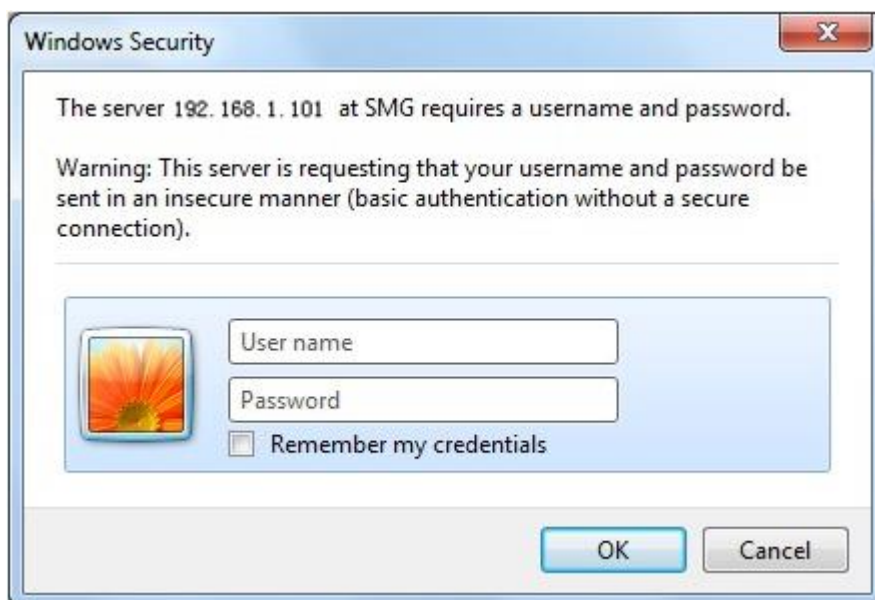 Windows Security
The server 192.168.1.101 at SMG requires a username and password.
Warning: This server is requesting that your username and password be
sent in an insecure manner (basic authentication without a secure
connection).
User name
Password
Remember my credentials
OK
Cancel